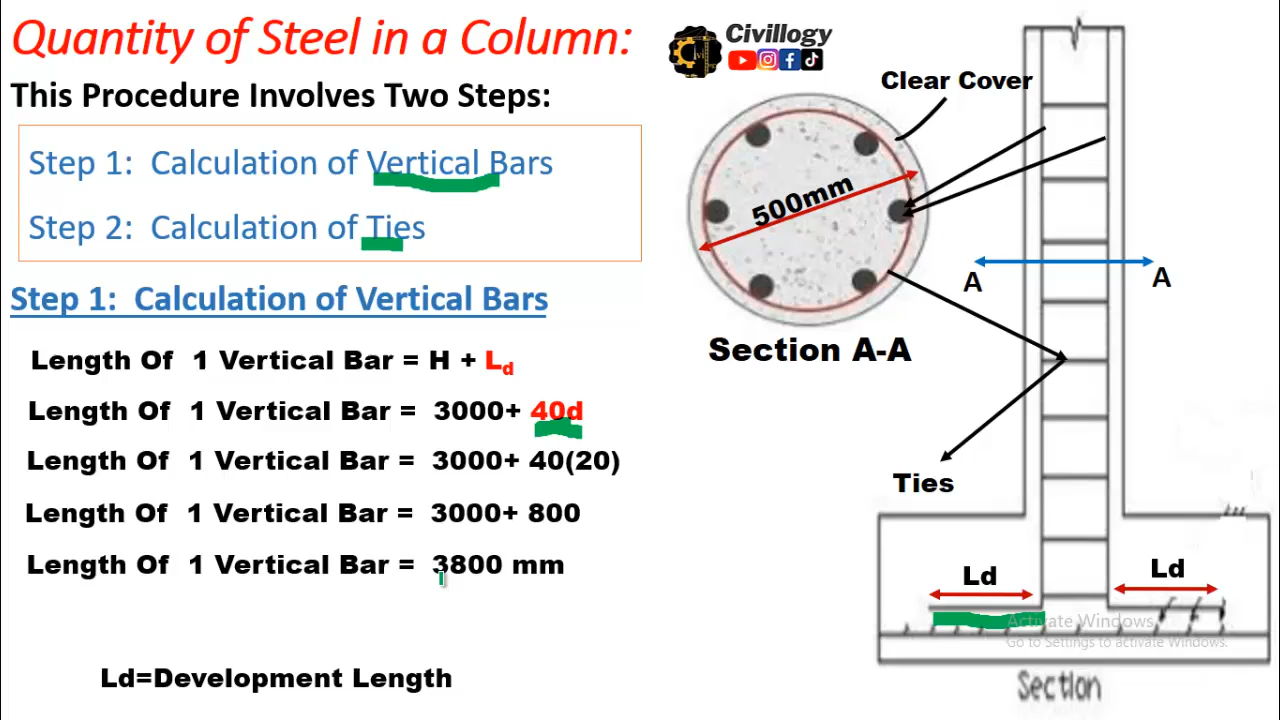 Quantity of Steel in a Column:
This Procedure Involves Two Steps:
Step 1: Calculation of Vertical Bars
Step 2: Calculation of Ties
Step 1: Calculation of Vertical Bars
Length Of 1 Vertical Bar = H + Ld
Length Of 1 Vertical Bar = 3000+ 40d
Length Of 1 Vertical Bar = 3000+ 40(20)
Length Of 1 Vertical Bar = 3000+ 800
Length Of 1 Vertical Bar = 3800 mm
Ld=Development Length
Civillogy
Civi
Clear Cover
500mm
Section A-A
A
A
Ties
Ld
Ld
Activate Windows
Go to Settings to activate Windows.
Section